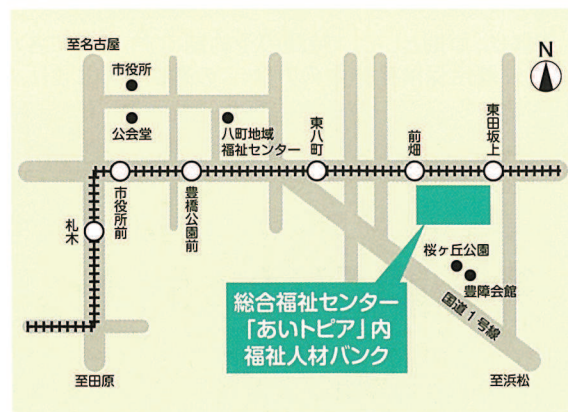 至名古屋
市役所
公会堂
八町地域
福祉センター
東八町
前畑
東田坂上
N
市役所前
豊橋公園前
札木
桜ヶ丘公園
豊障会館
国道1号線
総合福祉センター
「あいトピア」内
福祉人材バンク
至田原
至浜松